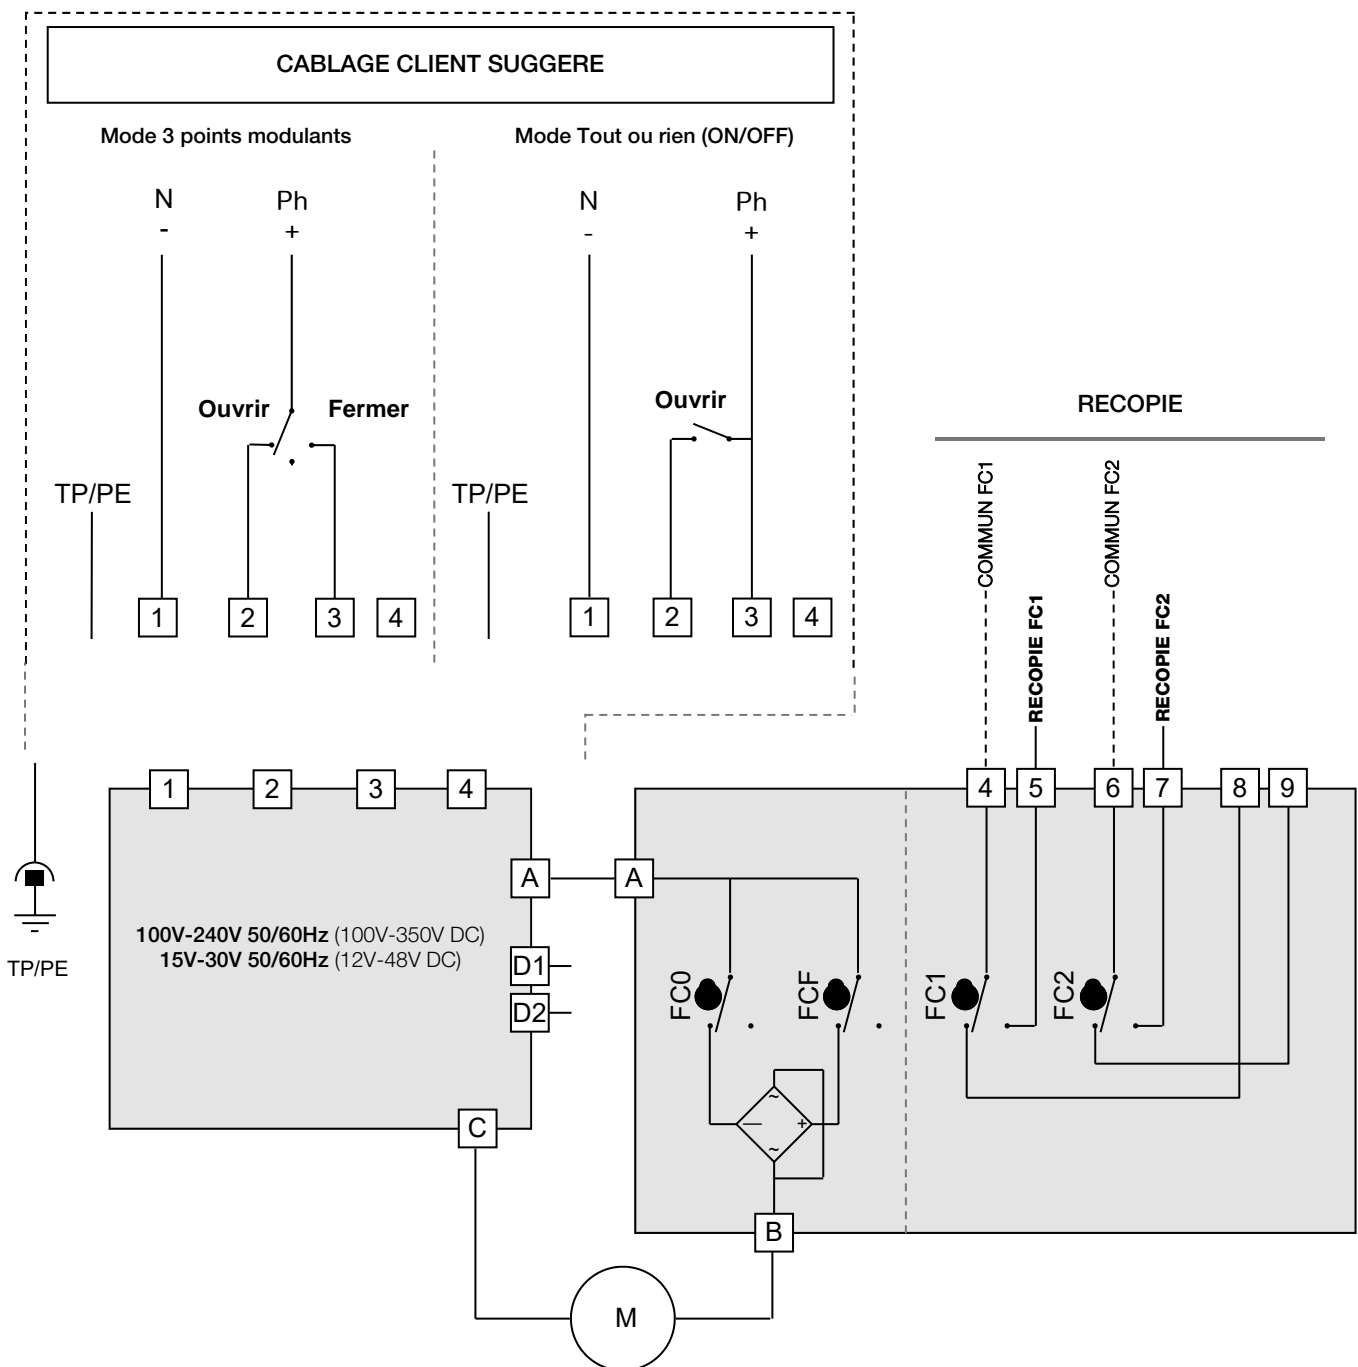 CABLAGE CLIENT SUGGERE
Mode 3 points modulants
Mode Tout ou rien (ON/OFF)
N
-
Ph
+
N
-
Ph
+
Ouvrir
Fermer
Ouvrir
TP/PE
TP/PE
1
2
3
4
1
2
3
4
RECOPIE
COMMUN FC1
RECOPIE FC1
COMMUN FC2
RECOPIE FC2
1
2
3
4
4
5
6
7
8
9
TP/PE
A
A
100V-240V 50/60Hz (100V-350V DC)
15V-30V 50/60Hz (12V-48V DC)
D1
D2
C
FC0
FCF
FC1
FC2
~
—
+
~
B
M